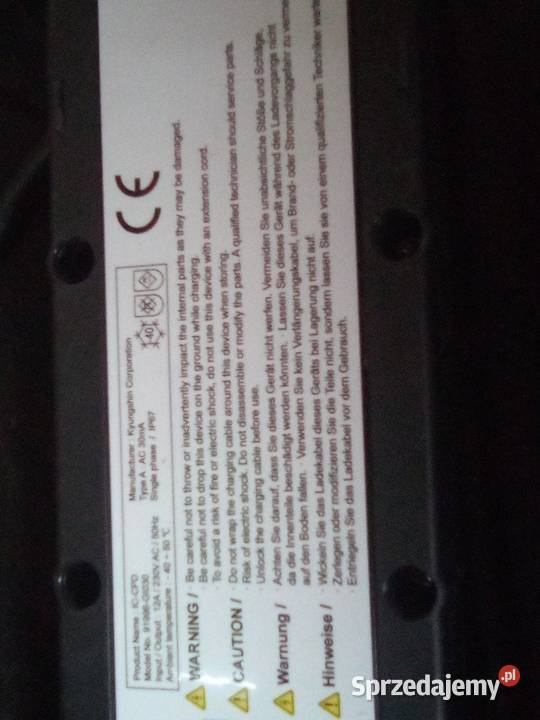 Product Name IC-CPD
Model No. 91996-GI030
Input / Output 12A / 230V AC / 50Hz
Ambient temperature : - 40 ~ 50 °C
Manufacturer Kyungshin Corporation
Type A AC 30mA
Single phase / IP67
-40
CE
WARNING / · Be careful not to throw or inadvertently impact the internal parts as they may be damaged.
· Be careful not to drop this device on the ground while charging.
· To avoid a risk of fire or electric shock, do not use this device with an extension cord.
CAUTION / · Do not wrap the charging cable around this device when storing.
· Risk of electric shock. Do not disassemble or modify the parts. A qualified technician should service parts.
· Unlock the charging cable before use.
Warnung / · Achten Sie darauf, dass Sie dieses Gerät nicht werfen. Vermeiden Sie unabsichtliche Stöße und Schläge,
da die Innenteile beschädigt werden könnten. · Lassen Sie dieses Gerät während des Ladevorgangs nicht
auf den Boden fallen. · Verwenden Sie kein Verlängerungskabel, um Brand- oder Stromschlaggefahr zu verme
Hinweise / · Wickeln Sie das Ladekabel dieses Geräts bei Lagerung nicht auf.
· Zerlegen oder modifizieren Sie die Teile nicht, sondern lassen Sie sie von einem qualifizierten Techniker warte
· Entriegeln Sie das Ladekabel vor dem Gebrauch.
Sprzedajemy.pl